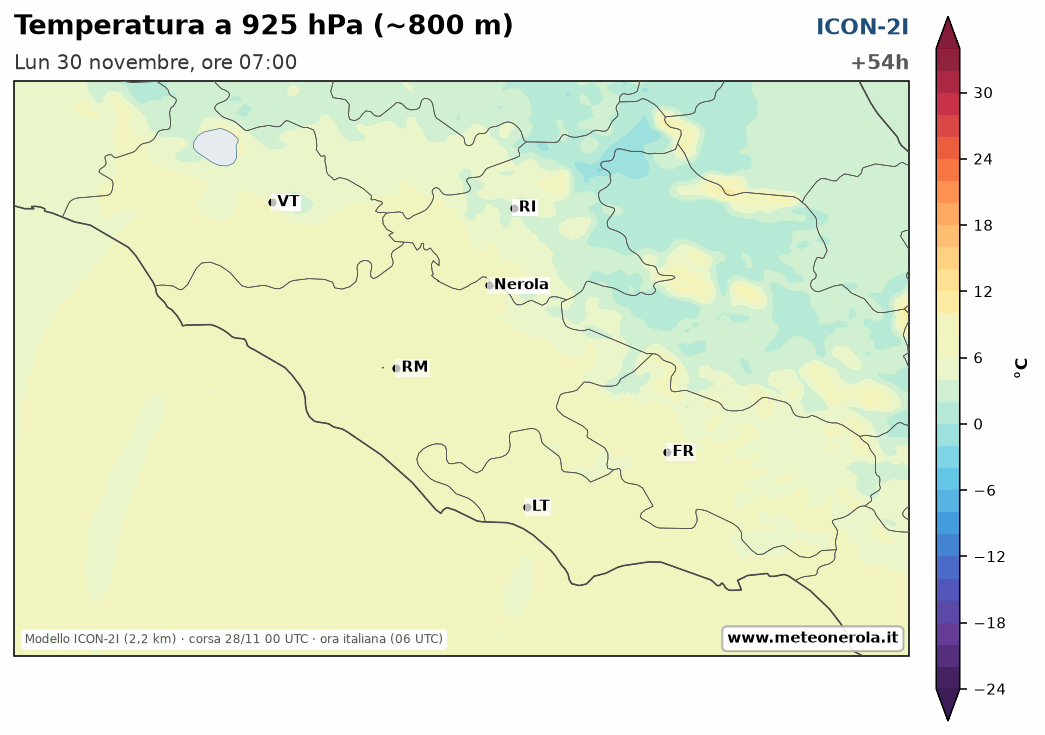 Temperatura a 925 hPa (~800 m)
ICON-2I
Lun 30 novembre, ore 07:00
+54h
30
24
18
12
6
0
−6
−12
−18
−24
°C
VT
RI
Nerola
RM
FR
LT
Modello ICON-2I (2,2 km) · corsa 28/11 00 UTC · ora italiana (06 UTC)
www.meteonerola.it